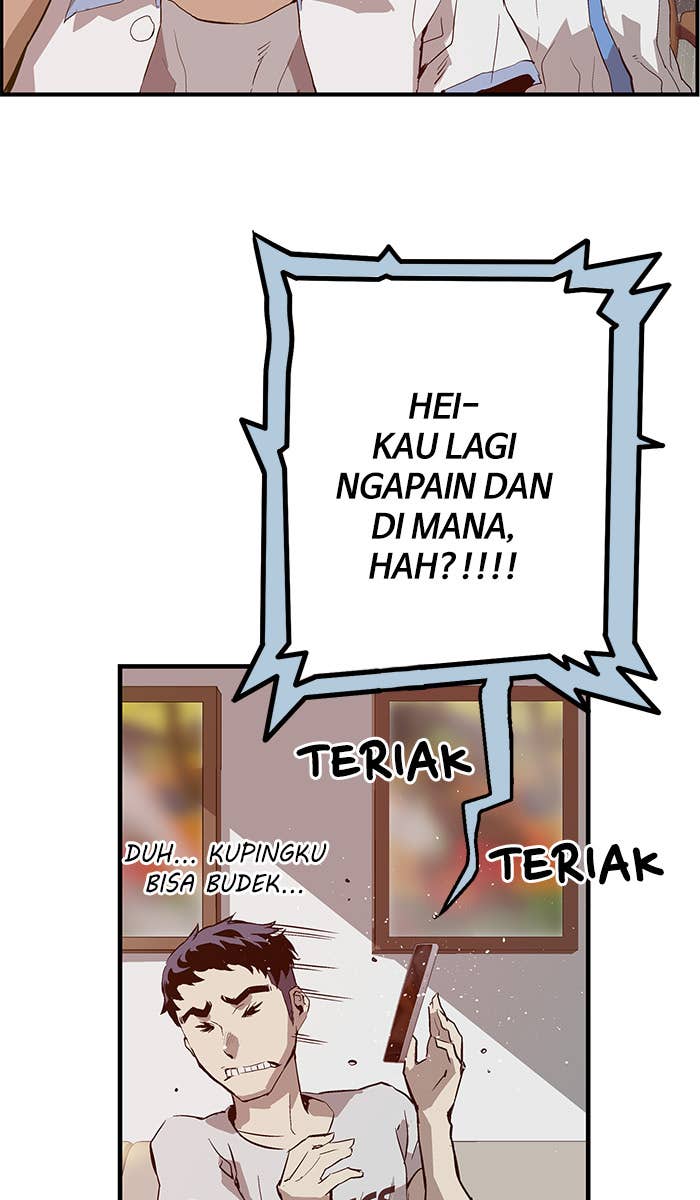 HEI-
KAU LAGI
NGAPAIN DAN
DI MANA,
HAH?!!!!
TERIAK
DUH... KUPINGKU
BISA BUDEK...
TERIAK